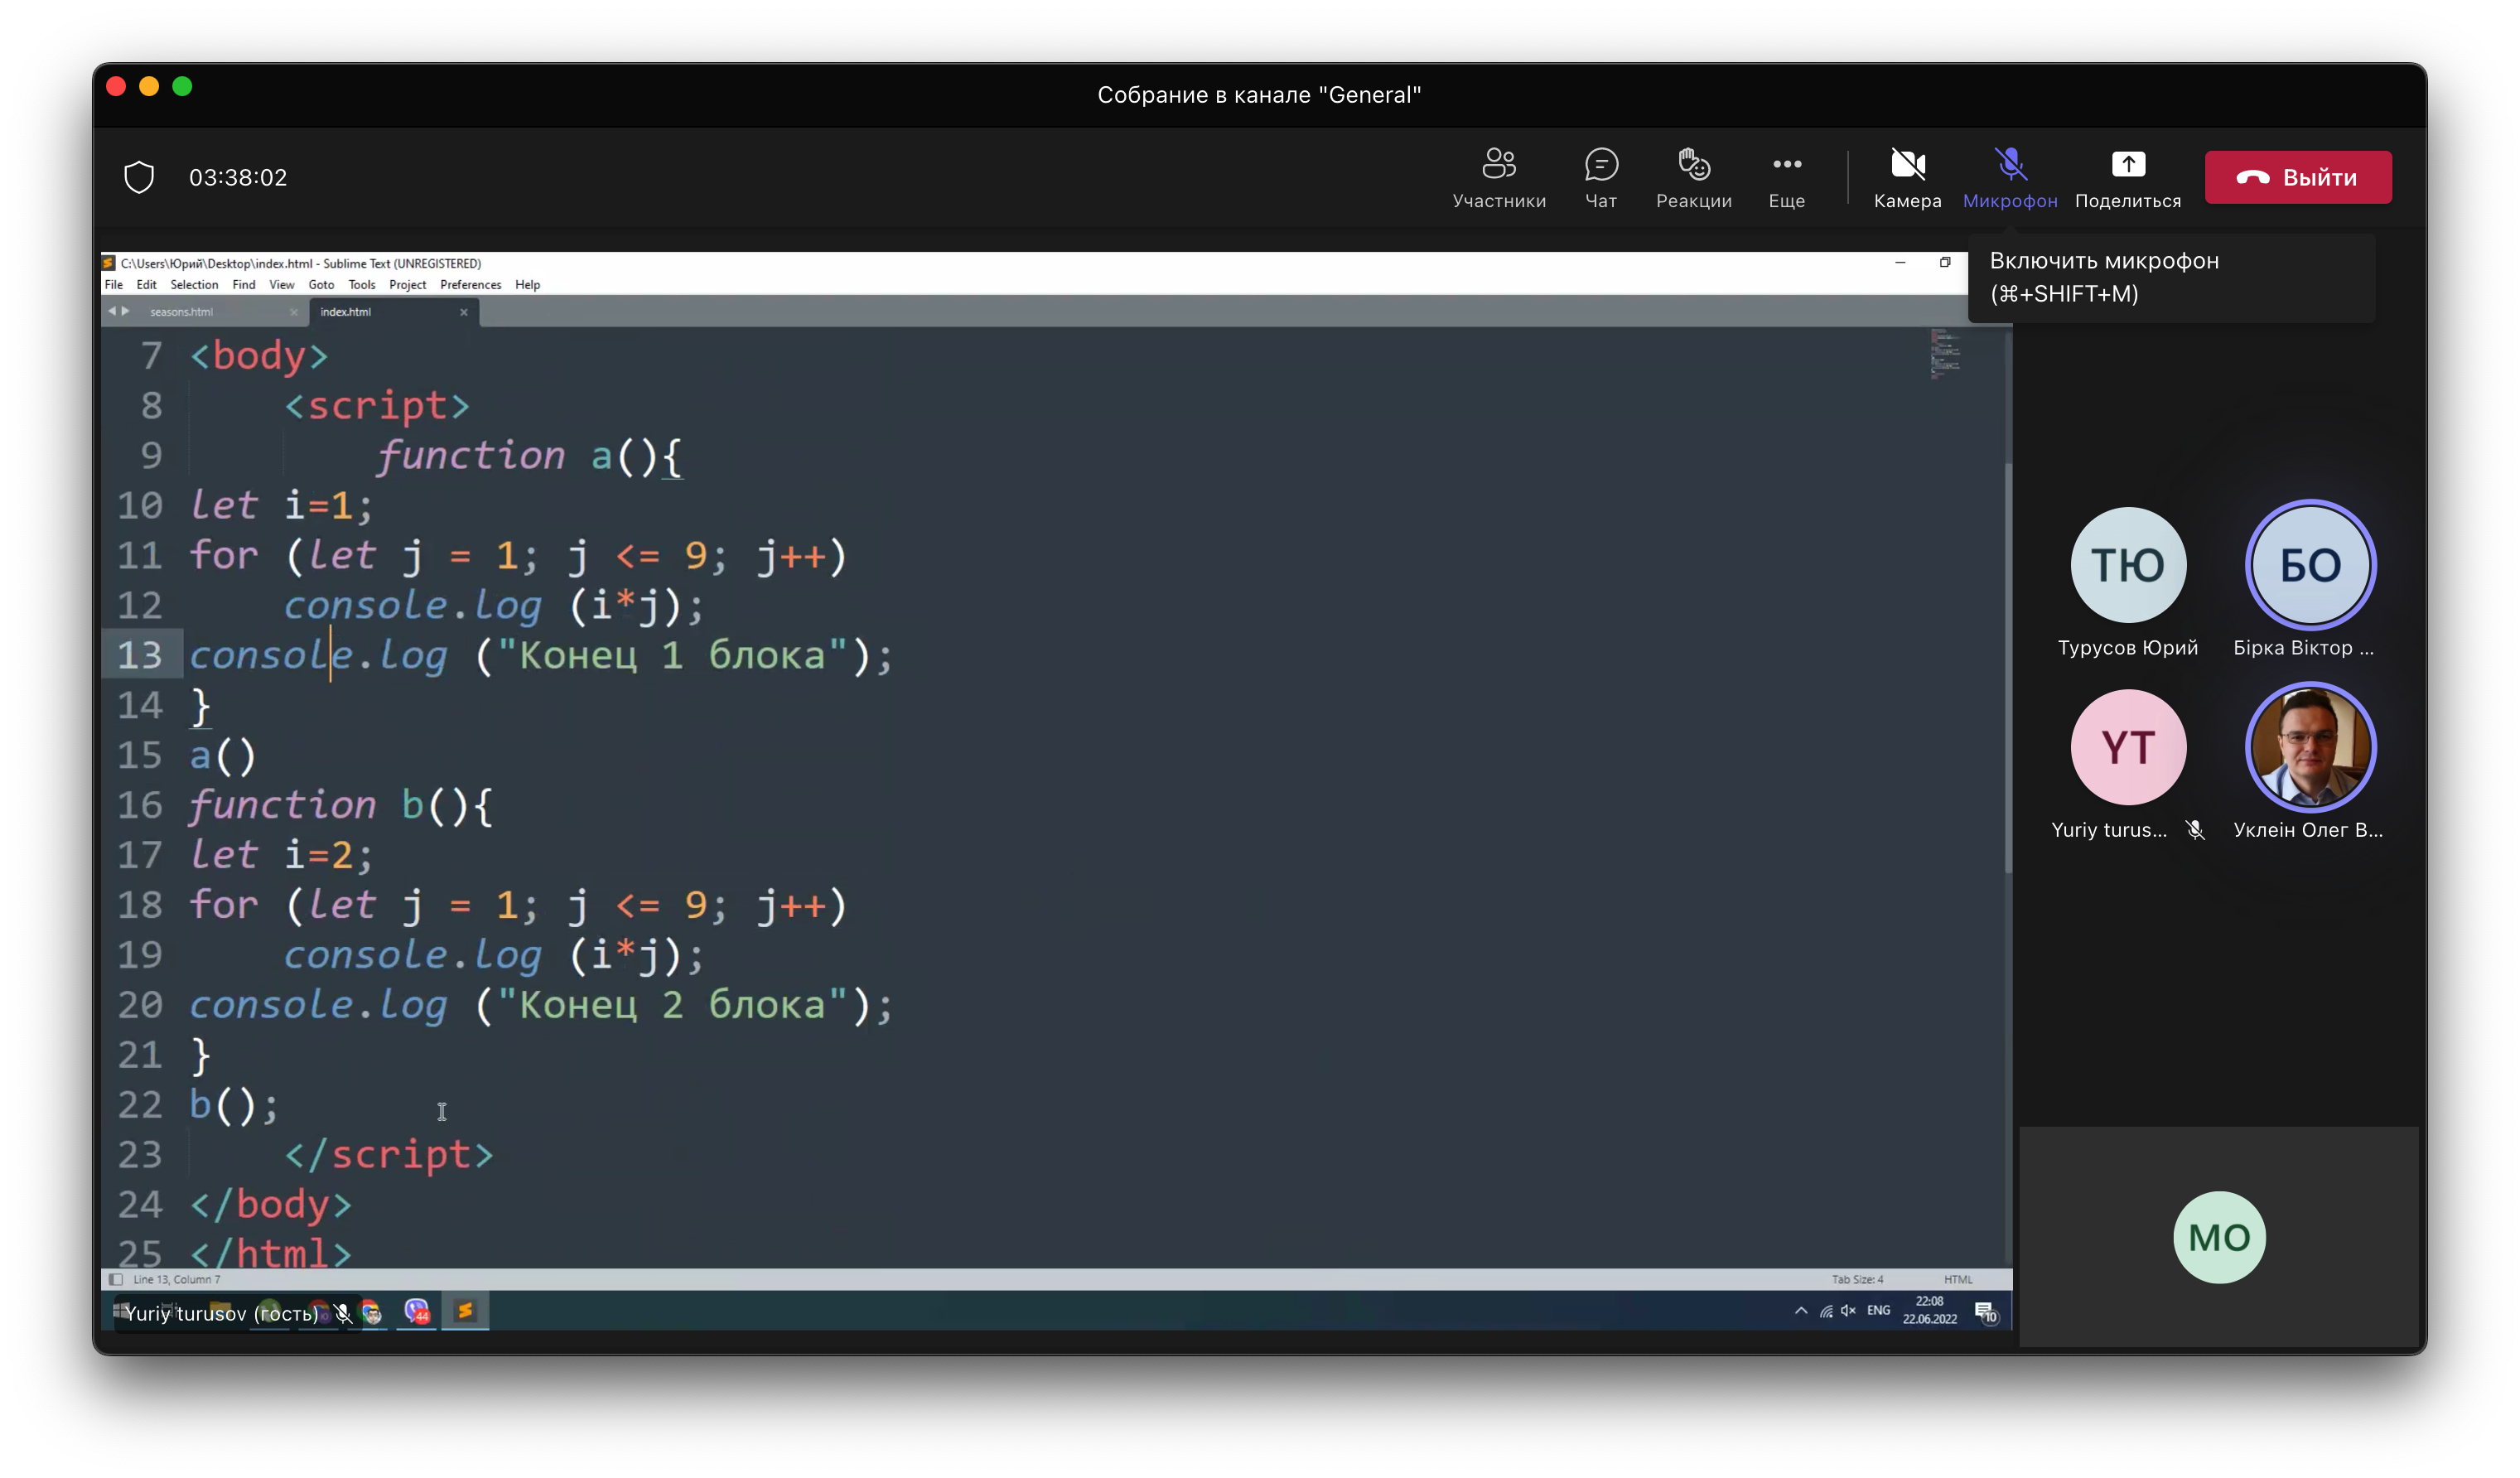 Собрание в канале "General"
03:38:02
Участники
Чат
Реакции
Еще
Камера
Микрофон
Поделиться
Выйти
Включить микрофон
(⌘+SHIFT+M)
C:\Users\Юрий\Desktop\index.html - Sublime Text (UNREGISTERED)
File Edit Selection Find View Goto Tools Project Preferences Help
seasons.html
index.html
7 <body>
8 <script>
9 function a(){
10 let i=1;
11 for (let j = 1; j <= 9; j++)
12 console.log (i*j);
13 console.log ("Конец 1 блока");
14 }
15 a()
16 function b(){
17 let i=2;
18 for (let j = 1; j <= 9; j++)
19 console.log (i*j);
20 console.log ("Конец 2 блока");
21 }
22 b();
23 </script>
24 </body>
25 </html>
Line 13, Column 7
Tab Size: 4
HTML
Yuriy turusov (гость)
44
ENG
22:08
22.06.2022
10
ТЮ
Турусов Юрий
БО
Бірка Віктор ...
YT
Yuriy turus...
Уклеін Олег В...
МО